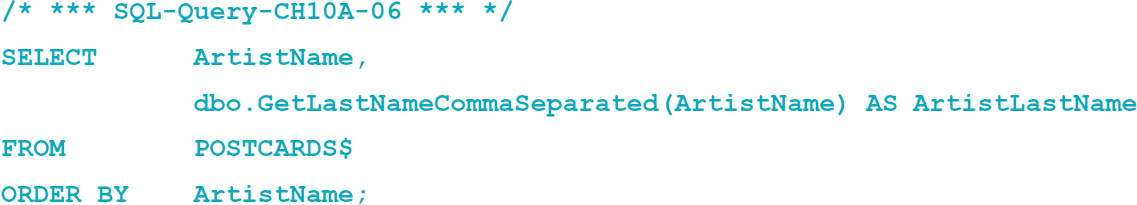 /* *** SQL-Query-CH10A-06 *** */
SELECT ArtistName,
dbo.GetLastNameCommaSeparated(ArtistName) AS ArtistLastName
FROM POSTCARDS$
ORDER BY ArtistName;